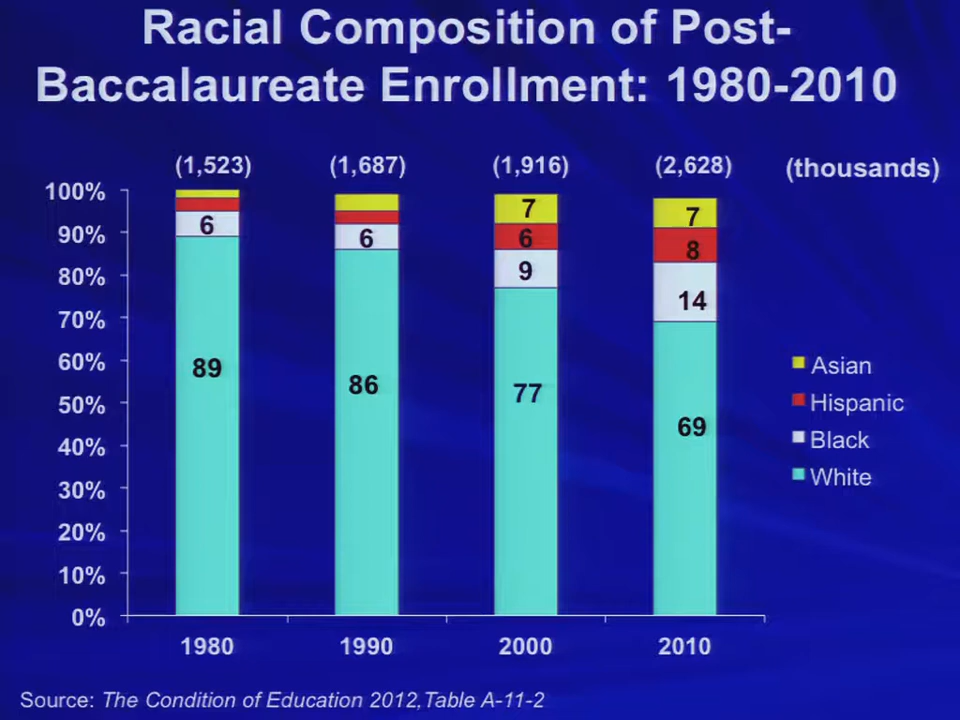 Racial Composition of Post-
Baccalaureate Enrollment: 1980-2010
(1,523) (1,687) (1,916) (2,628) (thousands)
100%
90%
80%
70%
60%
50%
40%
30%
20%
10%
0%
6
89
6
86
7
6
9
77
7
8
14
69
Asian
Hispanic
Black
White
1980 1990 2000 2010
Source: The Condition of Education 2012,Table A-11-2